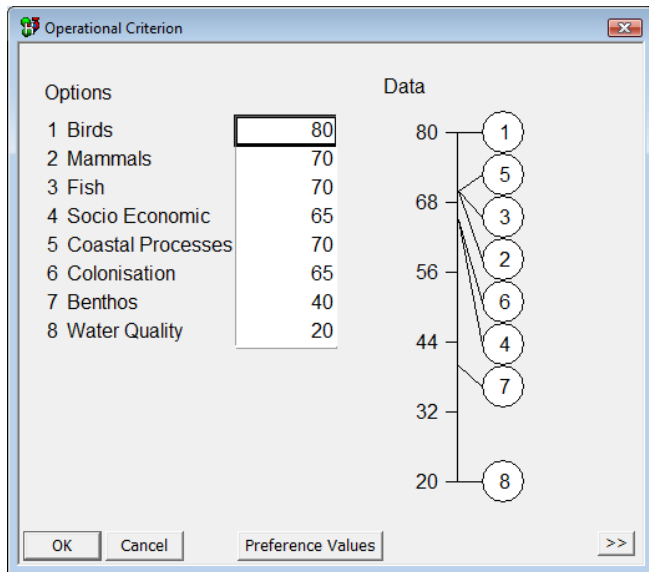 Operational Criterion
Options
1 Birds 80
2 Mammals 70
3 Fish 70
4 Socio Economic 65
5 Coastal Processes 70
6 Colonisation 65
7 Benthos 40
8 Water Quality 20
Data
80
68
56
44
32
20
1
5
3
2
6
4
7
8
OK Cancel Preference Values >>